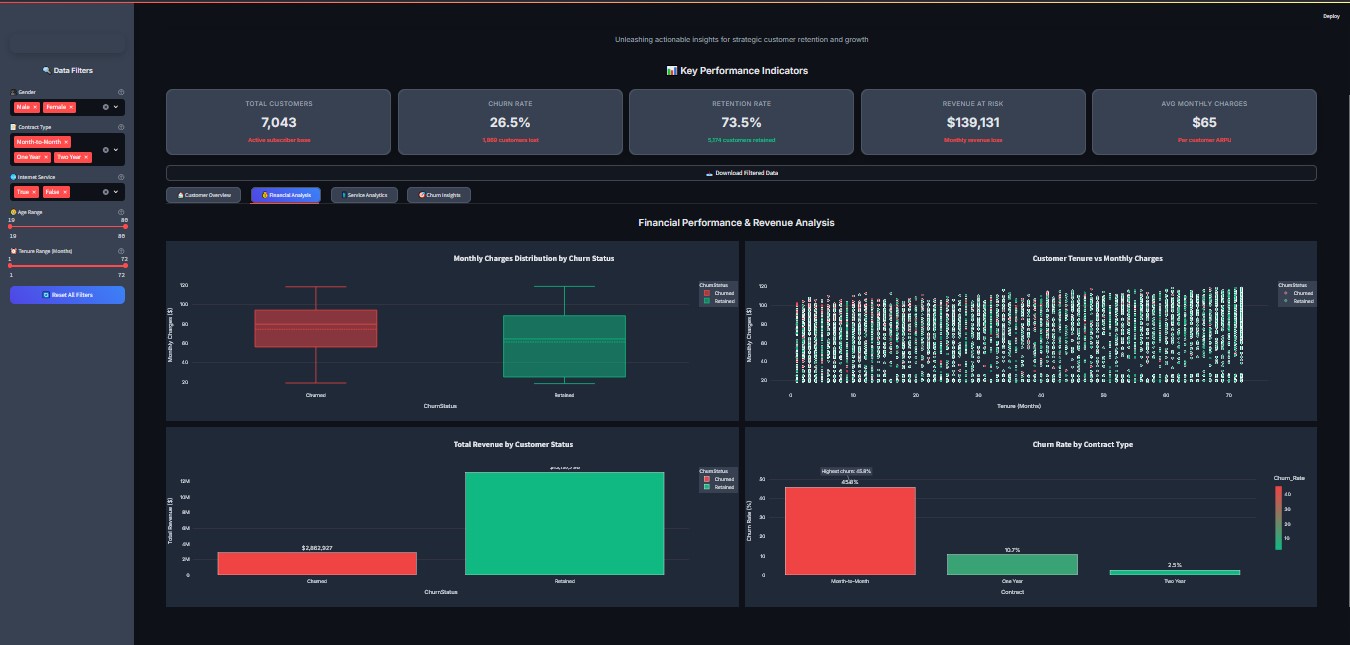 Deploy
Unleashing actionable insights for strategic customer retention and growth
🔍 Data Filters
Gender
Male × Female ×
Contract Type
Month-to-Month ×
One Year × Two Year ×
Internet Service
True × False ×
Age Range
19 80
19 80
Tenure Range (Months)
1 72
1 72
Reset All Filters
📊 Key Performance Indicators
TOTAL CUSTOMERS
7,043
Active subscriber base
CHURN RATE
26.5%
1,869 customers lost
RETENTION RATE
73.5%
5,174 customers retained
REVENUE AT RISK
$139,131
Monthly revenue loss
AVG MONTHLY CHARGES
$65
Per customer ARPU
Download Filtered Data
Customer Overview
Financial Analysis
Service Analytics
Churn Insights
Financial Performance & Revenue Analysis
Monthly Charges Distribution by Churn Status
Monthly Charges ($)
120
100
80
60
40
20
Churned Retained
ChurnStatus
ChurnStatus
Churned
Retained
Customer Tenure vs Monthly Charges
Monthly Charges ($)
120
100
80
60
40
20
0 10 20 30 40 50 60 70
Tenure (Months)
ChurnStatus
Churned
Retained
Total Revenue by Customer Status
Total Revenue ($)
12M
10M
8M
6M
4M
2M
0
$2,862,927
Churned Retained
ChurnStatus
ChurnStatus
Churned
Retained
Churn Rate by Contract Type
Churn Rate (%)
50
40
30
20
10
0
Highest churn: 45.8%
45.8%
10.7%
2.5%
Month-to-Month One Year Two Year
Contract
Churn_Rate
40
30
20
10